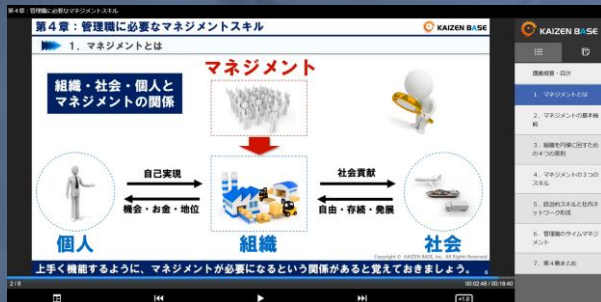 第4章：管理職に必要なマネジメントスキル
第4章：管理職に必要なマネジメントスキル
KAIZEN BASE
1．マネジメントとは
組織・社会・個人と
マネジメントの関係
マネジメント
自己実現
機会・お金・地位
社会貢献
自由・存続・発展
個人
組織
社会
Copyright © KAIZEN BASE, Inc. All Rights Reserved.
上手く機能するように、マネジメントが必要になるという関係があると覚えておきましょう。
6
2 / 8
00:02:48 / 00:18:40
×1.0
KAIZEN BASE
講義概要・目次
1．マネジメントとは
2．マネジメントの基本機
能
3．組織を円滑に回すため
の4つの原則
4．マネジメントの3つの
スキル
5．政治的スキルと社内ネ
ットワーク形成
6．管理職のタイムマネジ
メント
7．第4章まとめ